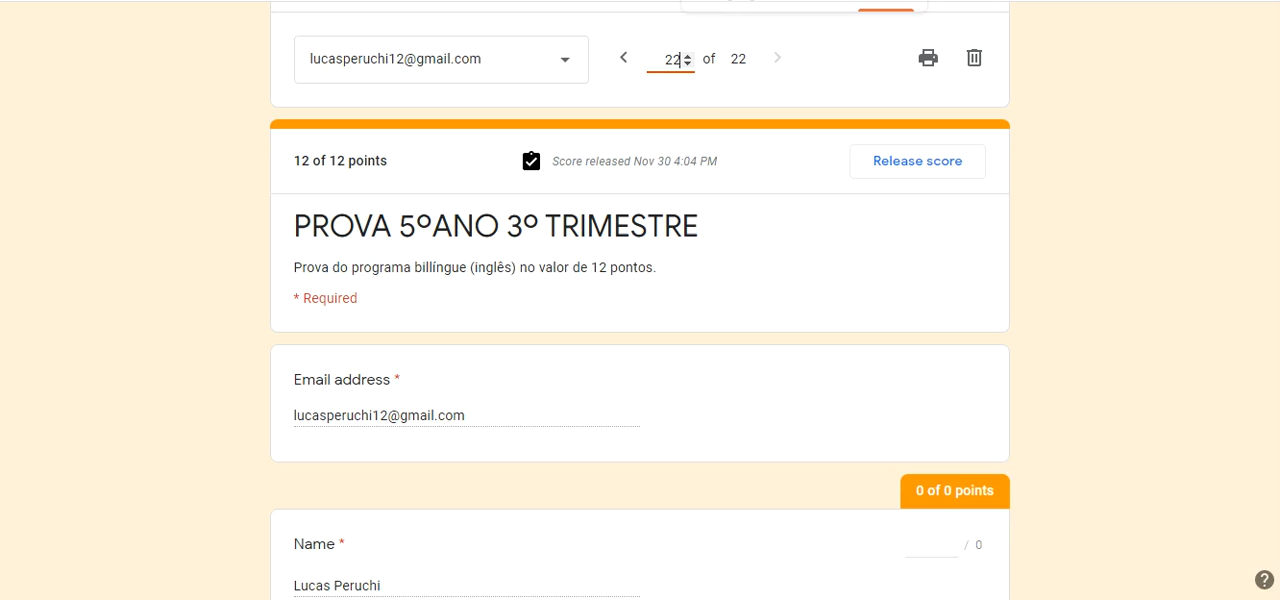 lucasperuchi12@gmail.com 22 of 22
12 of 12 points Score released Nov 30 4:04 PM Release score
PROVA 5ºANO 3º TRIMESTRE
Prova do programa billíngue (inglês) no valor de 12 pontos.
* Required
Email address *
lucasperuchi12@gmail.com
0 of 0 points
Name * / 0
Lucas Peruchi